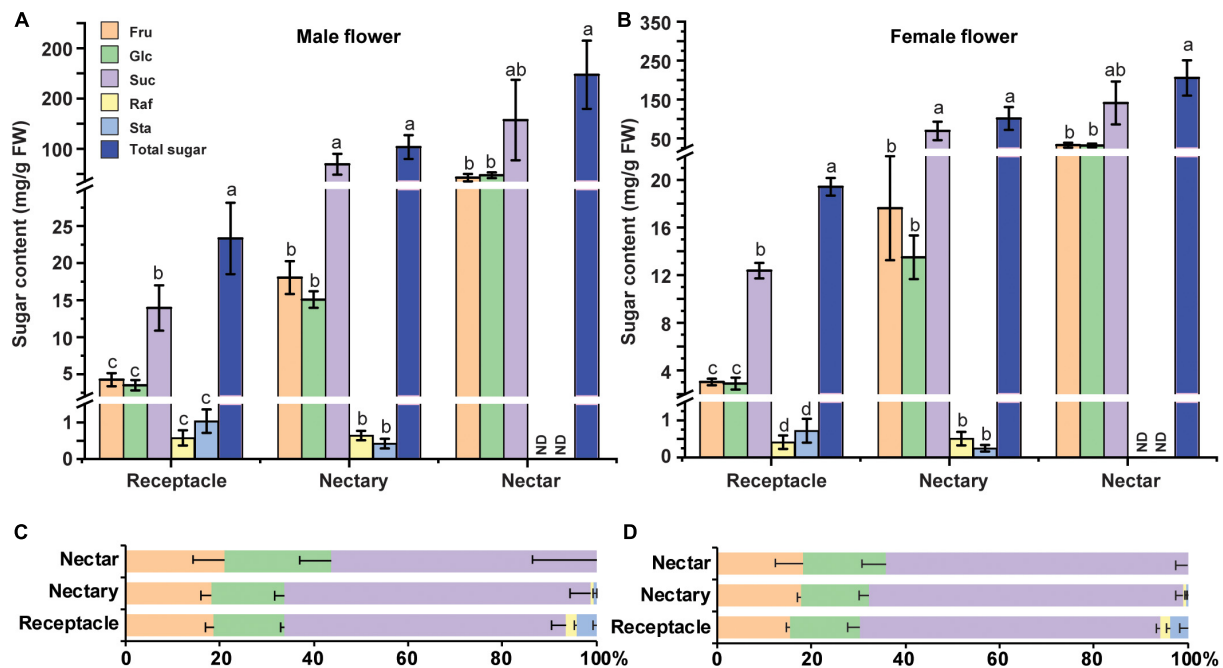 A
Male flower
Fru
Glc
Suc
Raf
Sta
Total sugar
Sugar content (mg/g FW)
200
200
100
25
20
15
10
5
1
0
c c b c c a
b b a b b a
b b ab ND ND a
Receptacle Nectary Nectar
B
Female flower
Sugar content (mg/g FW)
350
300
250
200
150
100
50
20
16
12
8
4
1
0
c c b d d a
b b a b b a
b b ab ND ND a
Receptacle Nectary Nectar
C
Nectar
Nectary
Receptacle
0 20 40 60 80 100%
D
Nectar
Nectary
Receptacle
0 20 40 60 80 100%